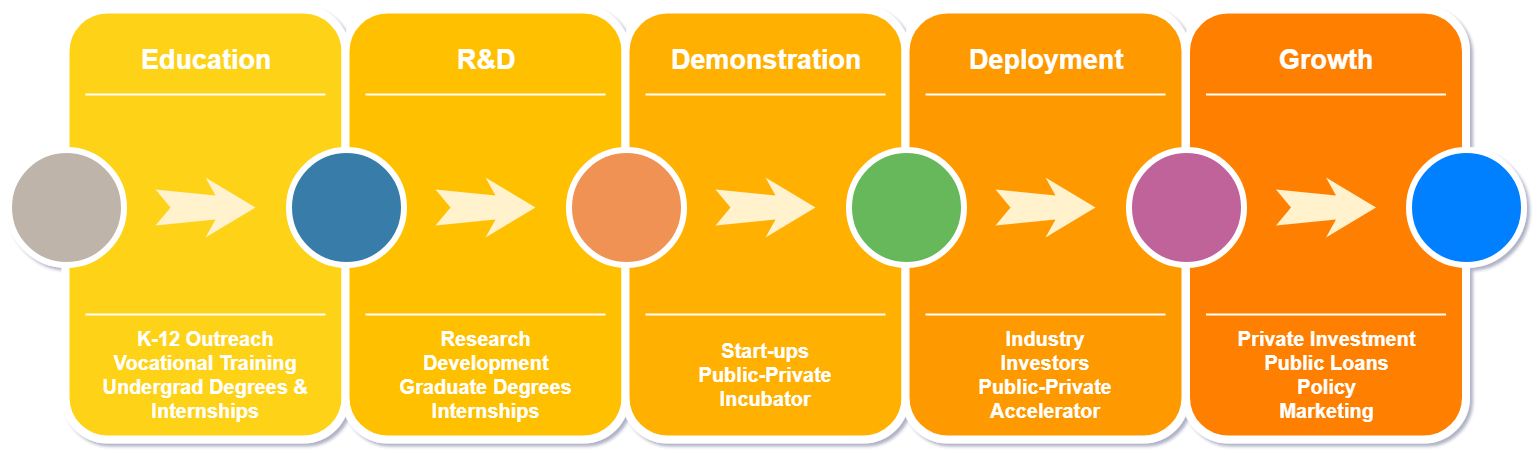 Education
K-12 Outreach
Vocational Training
Undergrad Degrees &
Internships
R&D
Research
Development
Graduate Degrees
Internships
Demonstration
Start-ups
Public-Private
Incubator
Deployment
Industry
Investors
Public-Private
Accelerator
Growth
Private Investment
Public Loans
Policy
Marketing